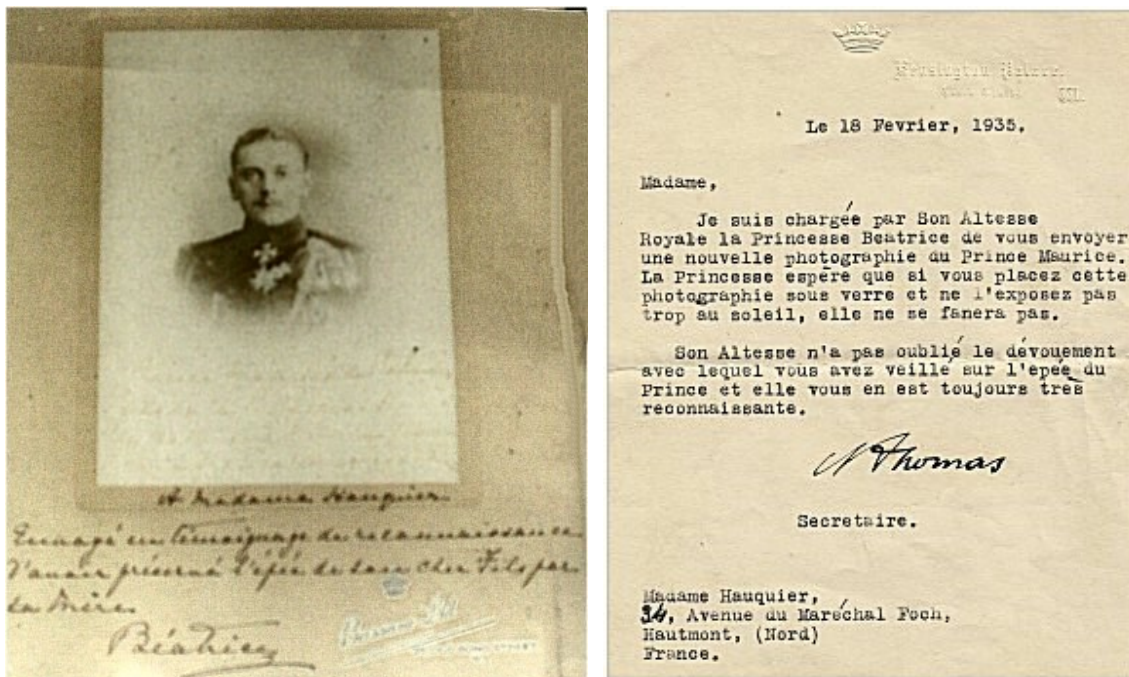 A Madame Hauquier
Envoyé en témoignage de reconnaissance
d'avoir préservé l'épée de son cher Fils par
sa Mère
Béatrice
Kensington Palace.
Le 18 Fevrier, 1935.
Madame,
Je suis chargée par Son Altesse
Royale la Princesse Beatrice de vous envoyer
une nouvelle photographie du Prince Maurice.
La Princesse espère que si vous placez cette
photographie sous verre et ne l'exposez pas
trop au soleil, elle ne se fanera pas.
Son Altesse n'a pas oublié le dévouement
avec lequel vous avez veillé sur l'epée du
Prince et elle vous en est toujours très
reconnaissante.
N Thomas
Secretaire.
Madame Hauquier,
34, Avenue du Maréchal Foch,
Hautmont, (Nord)
France.